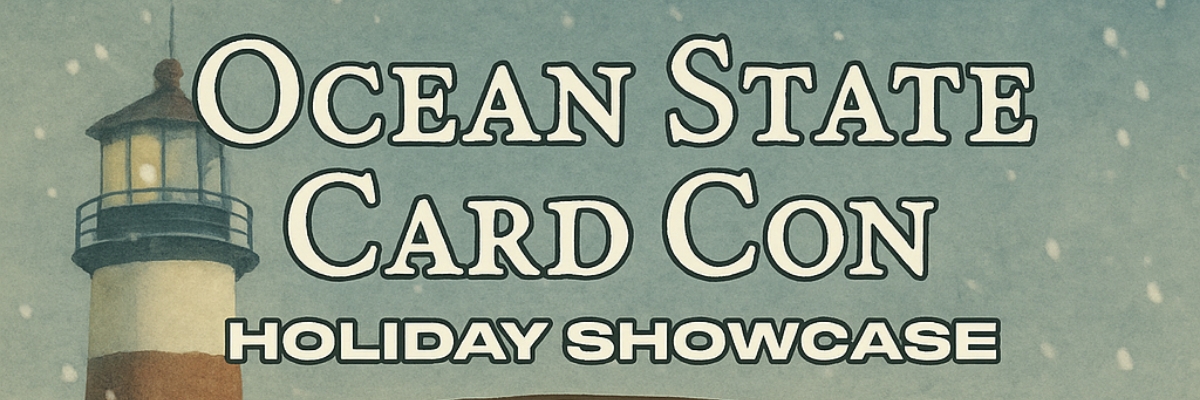 Ocean State
Card Con
HOLIDAY SHOWCASE